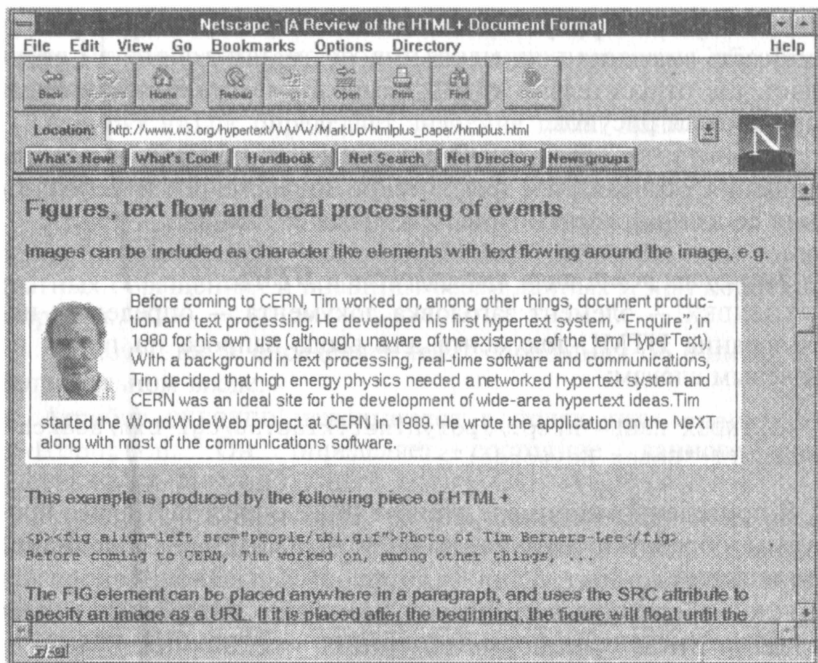 Netscape - [A Review of the HTML+ Document Format]
File Edit View Go Bookmarks Options Directory Help
Back Forward Home Reload Images Open Print Find Stop
Location: http://www.w3.org/hypertext/WWW/MarkUp/htmlplus_paper/htmlplus.html
N
What's New! What's Cool! Handbook Net Search Net Directory Newsgroups
Figures, text flow and local processing of events
Images can be included as character like elements with text flowing around the image, e.g.
Before coming to CERN, Tim worked on, among other things, document produc-
tion and text processing. He developed his first hypertext system, "Enquire", in
1980 for his own use (although unaware of the existence of the term HyperText).
With a background in text processing, real-time software and communications,
Tim decided that high energy physics needed a networked hypertext system and
CERN was an ideal site for the development of wide-area hypertext ideas.Tim
started the WorldWideWeb project at CERN in 1989. He wrote the application on the NeXT
along with most of the communications software.
This example is produced by the following piece of HTML+
<p><fig align=left src="people/tbl.gif">Photo of Tim Berners-Lee</fig>
Before coming to CERN, Tim worked on, among other things, ...
The FIG element can be placed anywhere in a paragraph, and uses the SRC attribute to
specify an image as a URL. If it is placed after the beginning, the figure will float until the